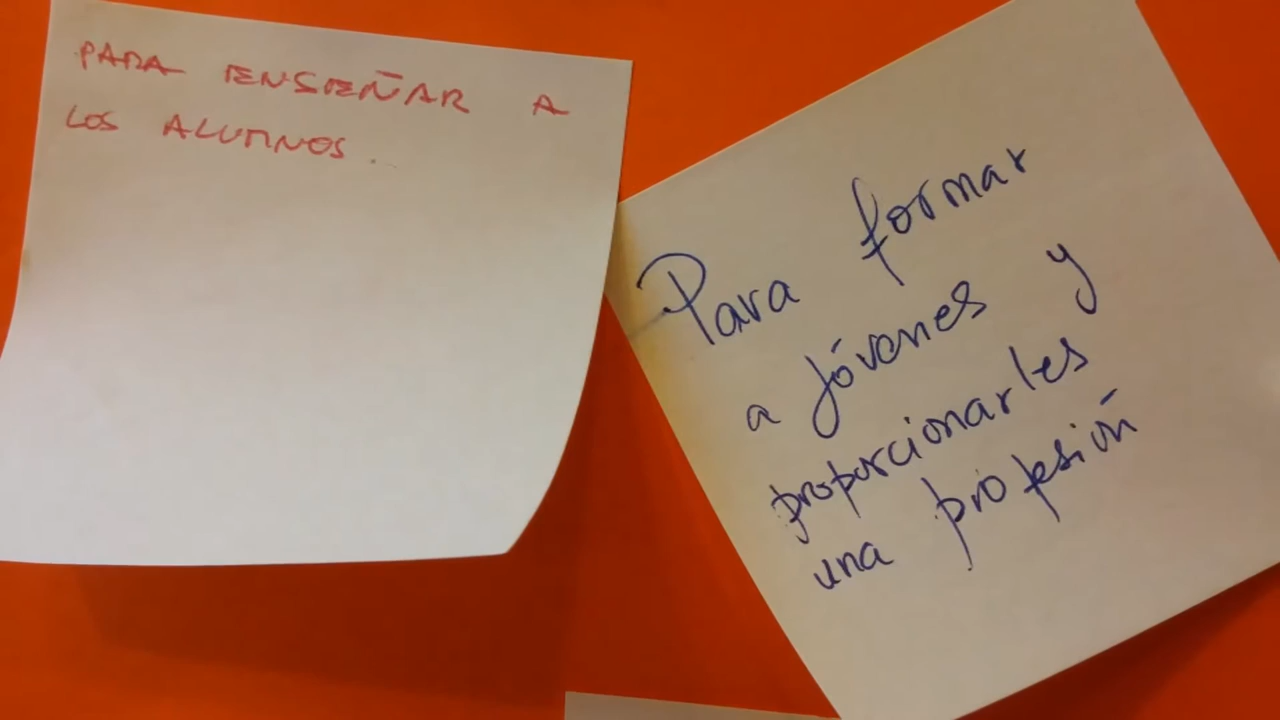 PARA ENSEÑAR A
LOS ALUMNOS.
Para formar
a jóvenes y
proporcionarles
una profesión